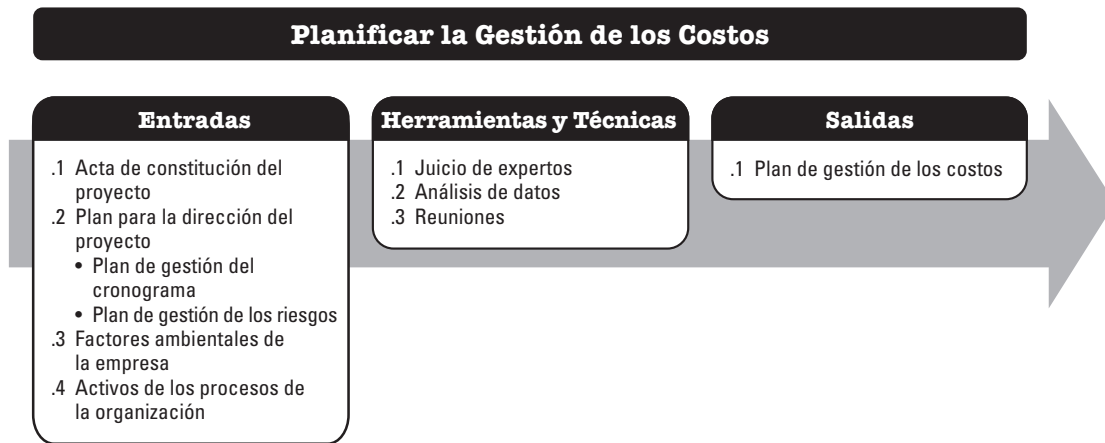 Planificar la Gestión de los Costos
Entradas
.1 Acta de constitución del
proyecto
.2 Plan para la dirección del
proyecto
• Plan de gestión del
cronograma
• Plan de gestión de los riesgos
.3 Factores ambientales de
la empresa
.4 Activos de los procesos de
la organización
Herramientas y Técnicas
.1 Juicio de expertos
.2 Análisis de datos
.3 Reuniones
Salidas
.1 Plan de gestión de los costos